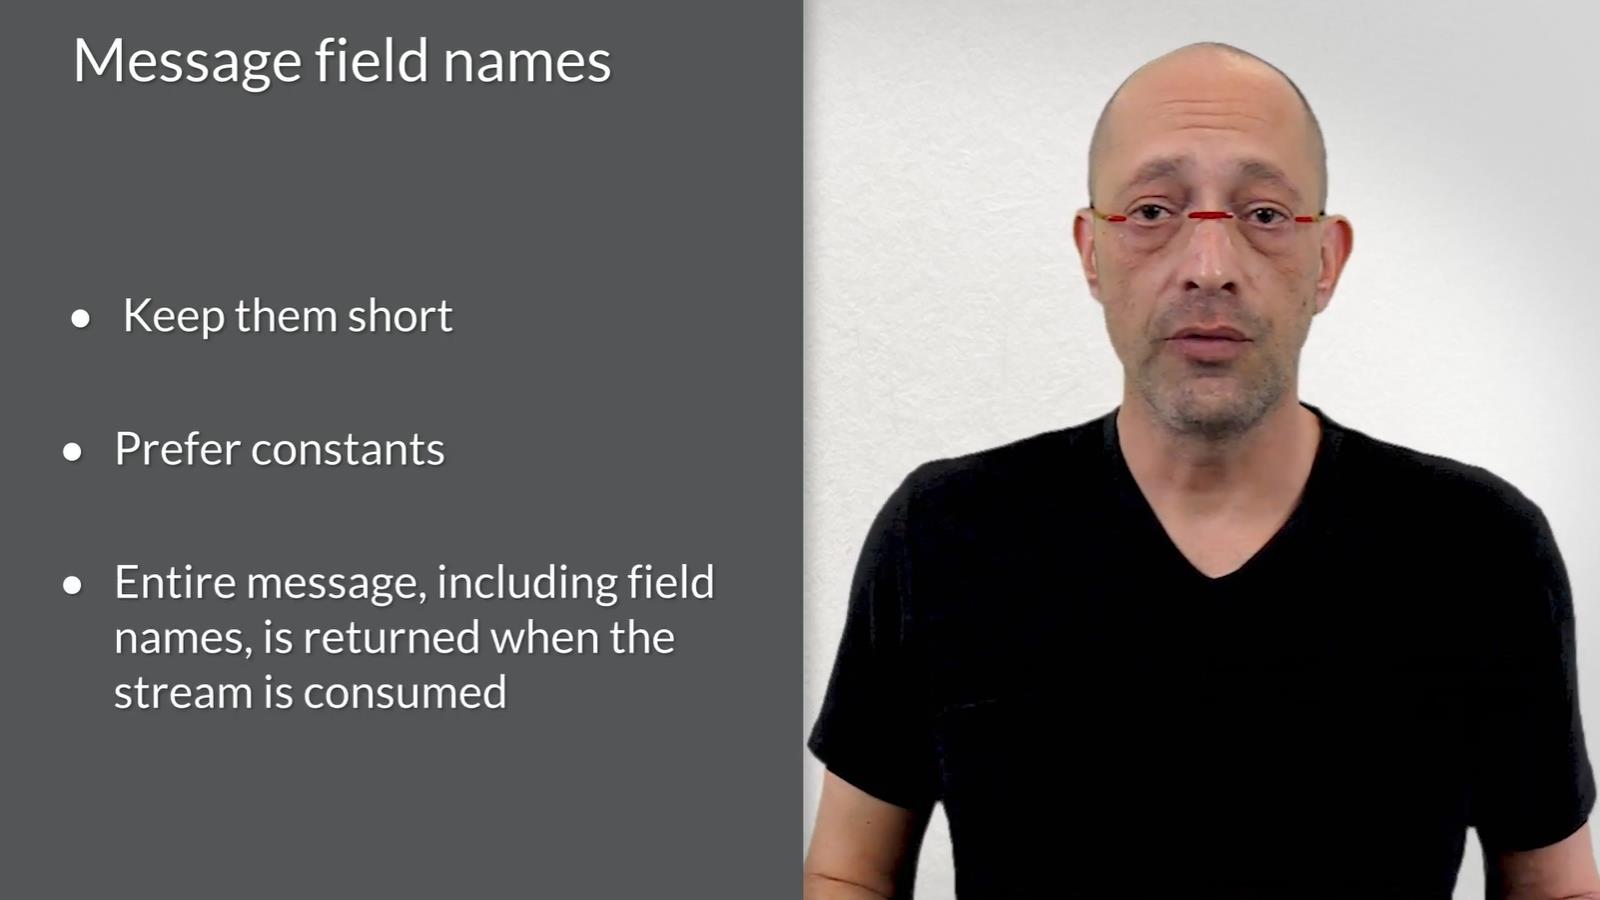 Message field names
• Keep them short
• Prefer constants
• Entire message, including field
names, is returned when the
stream is consumed